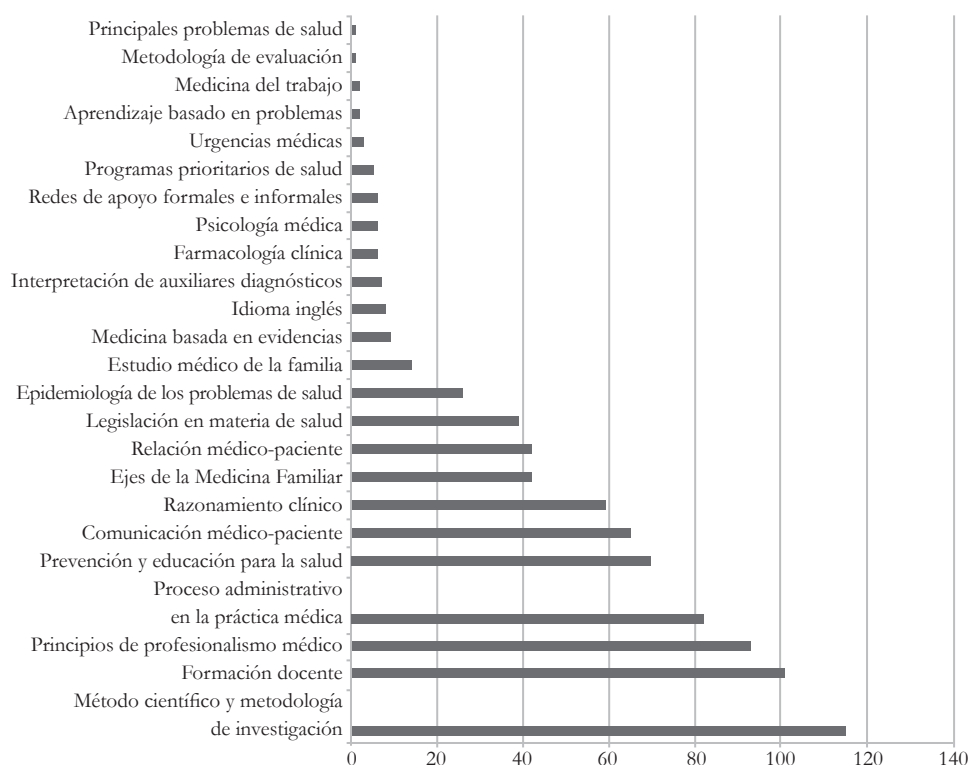 Principales problemas de salud
Metodología de evaluación
Medicina del trabajo
Aprendizaje basado en problemas
Urgencias médicas
Programas prioritarios de salud
Redes de apoyo formales e informales
Psicología médica
Farmacología clínica
Interpretación de auxiliares diagnósticos
Idioma inglés
Medicina basada en evidencias
Estudio médico de la familia
Epidemiología de los problemas de salud
Legislación en materia de salud
Relación médico-paciente
Ejes de la Medicina Familiar
Razonamiento clínico
Comunicación médico-paciente
Prevención y educación para la salud
Proceso administrativo
en la práctica médica
Principios de profesionalismo médico
Formación docente
Método científico y metodología
de investigación
0 20 40 60 80 100 120 140